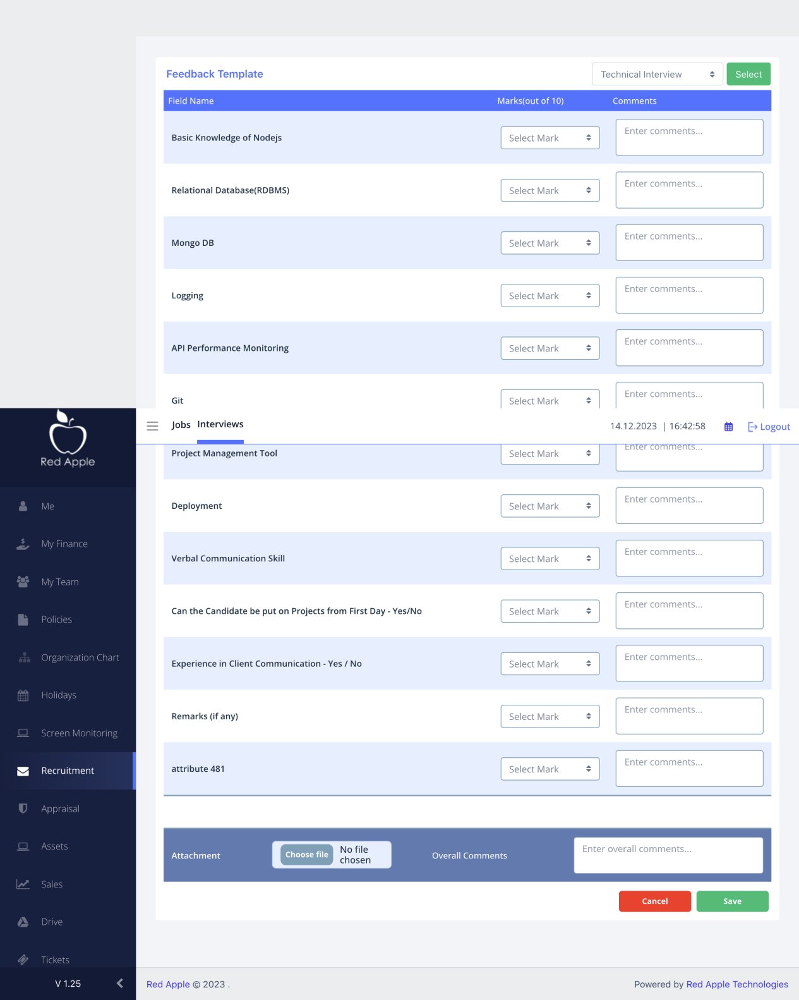 Feedback Template
Technical Interview
Select
Field Name Marks(out of 10) Comments
Basic Knowledge of Nodejs Select Mark Enter comments...
Relational Database(RDBMS) Select Mark Enter comments...
Mongo DB Select Mark Enter comments...
Logging Select Mark Enter comments...
API Performance Monitoring Select Mark Enter comments...
Git Select Mark Enter comments...
Red Apple
Jobs Interviews 14.12.2023 | 16:42:58 Logout
Project Management Tool Select Mark Enter comments...
Deployment Select Mark Enter comments...
Verbal Communication Skill Select Mark Enter comments...
Can the Candidate be put on Projects from First Day - Yes/No Select Mark Enter comments...
Experience in Client Communication - Yes / No Select Mark Enter comments...
Remarks (if any) Select Mark Enter comments...
attribute 481 Select Mark Enter comments...
Attachment Choose file No file
chosen
Overall Comments Enter overall comments...
Cancel Save
Me
My Finance
My Team
Policies
Organization Chart
Holidays
Screen Monitoring
Recruitment
Appraisal
Assets
Sales
Drive
Tickets
V 1.25
Red Apple © 2023 .
Powered by Red Apple Technologies